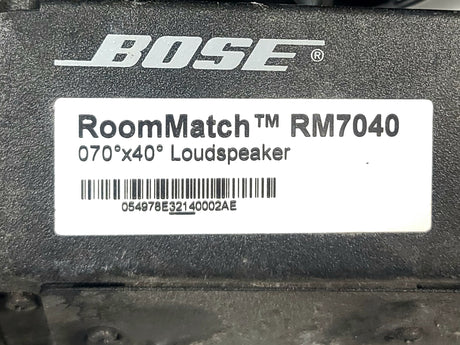 BOSE®
RoomMatch™ RM7040
070°x40° Loudspeaker
054978E32140002AE